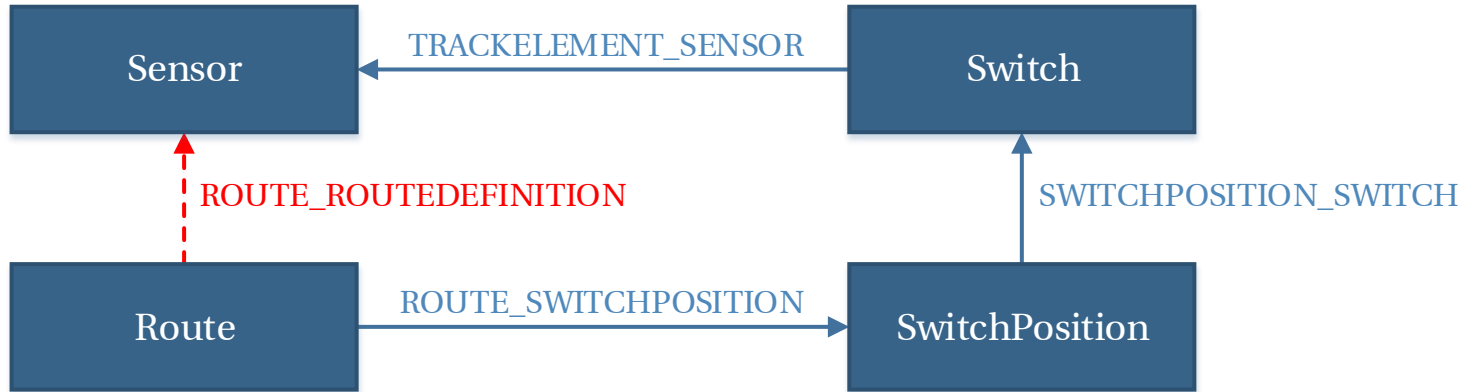 Sensor
TRACKELEMENT_SENSOR
Switch
ROUTE_ROUTEDEFINITION
SWITCHPOSITION_SWITCH
Route
ROUTE_SWITCHPOSITION
SwitchPosition